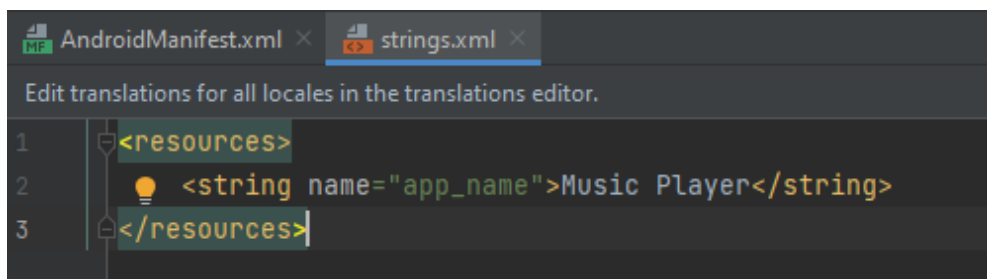 MF AndroidManifest.xml × <> strings.xml ×
Edit translations for all locales in the translations editor.
1 <resources>
2 <string name="app_name">Music Player</string>
3 </resources>